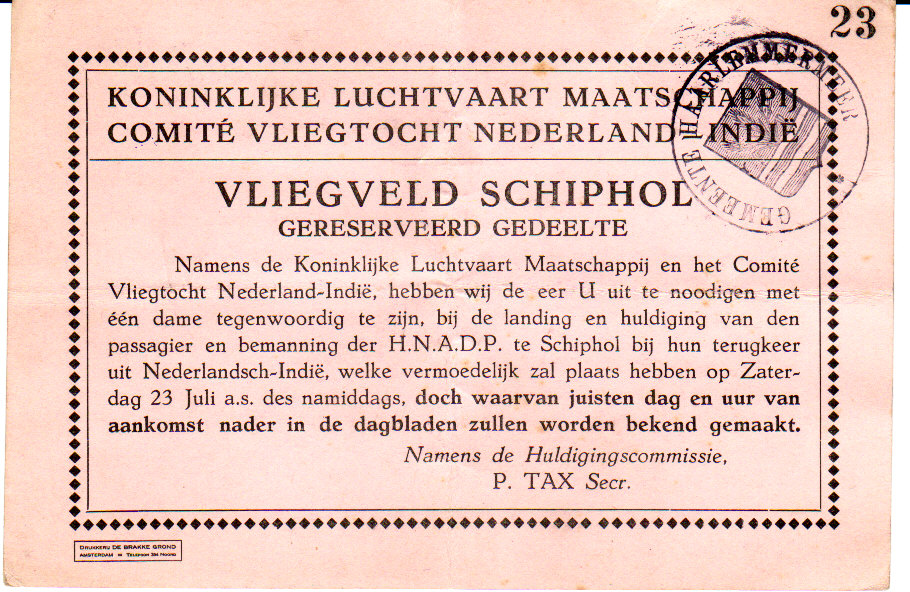 23
GEMEENTE HAARLEMMERMEER
KONINKLIJKE LUCHTVAART MAATSCHAPPIJ
COMITÉ VLIEGTOCHT NEDERLAND INDIË
VLIEGVELD SCHIPHOL
GERESERVEERD GEDEELTE
Namens de Koninklijke Luchtvaart Maatschappij en het Comité
Vliegtocht Nederland-Indië, hebben wij de eer U uit te noodigen met
één dame tegenwoordig te zijn, bij de landing en huldiging van den
passagier en bemanning der H.N.A.D.P. te Schiphol bij hun terugkeer
uit Nederlandsch-Indië, welke vermoedelijk zal plaats hebben op Zater-
dag 23 Juli a.s. des namiddags, doch waarvan juisten dag en uur van
aankomst nader in de dagbladen zullen worden bekend gemaakt.
Namens de Huldigingscommissie,
P. TAX Secr.
DRUKKERIJ DE BRAKKE GROND
AMSTERDAM = TELEFOON 354 NOORD